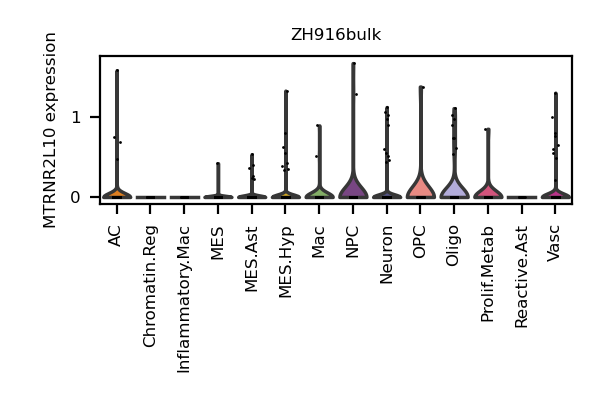 ZH916bulk
MTRNR2L10 expression
1
0
AC
Chromatin.Reg
Inflammatory.Mac
MES
MES.Ast
MES.Hyp
Mac
NPC
Neuron
OPC
Oligo
Prolif.Metab
Reactive.Ast
Vasc